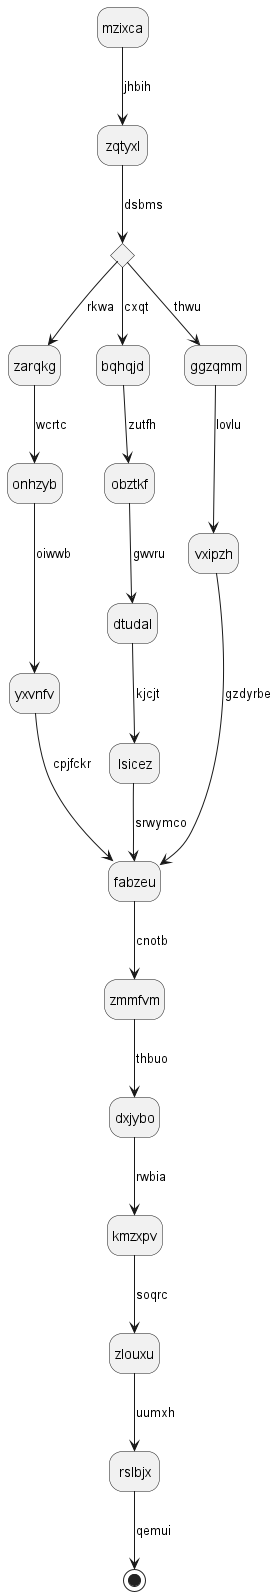 mzixca
jhbih
zqtyxl
dsbms
rkwa cxqt thwu
zarqkg bqhqjd ggzqmm
wcrtc zutfh lovlu
onhzyb obztkf
oiwwb gwvru vxipzh
dtudal
yxvnfv kjcjt gzdyrbe
cpjfckr lsicez
srwymco
fabzeu
cnotb
zmmfvm
thbuo
dxjybo
rwbia
kmzxpv
soqrc
zlouxu
uumxh
rslbjx
qemui